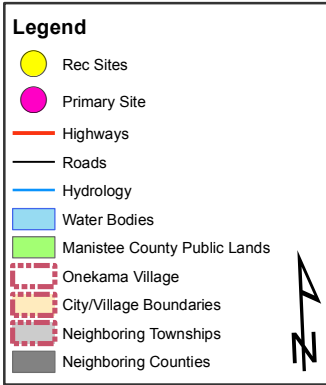 Legend
Rec Sites
Primary Site
Highways
Roads
Hydrology
Water Bodies
Manistee County Public Lands
Onekama Village
City/Village Boundaries
Neighboring Townships
Neighboring Counties
N